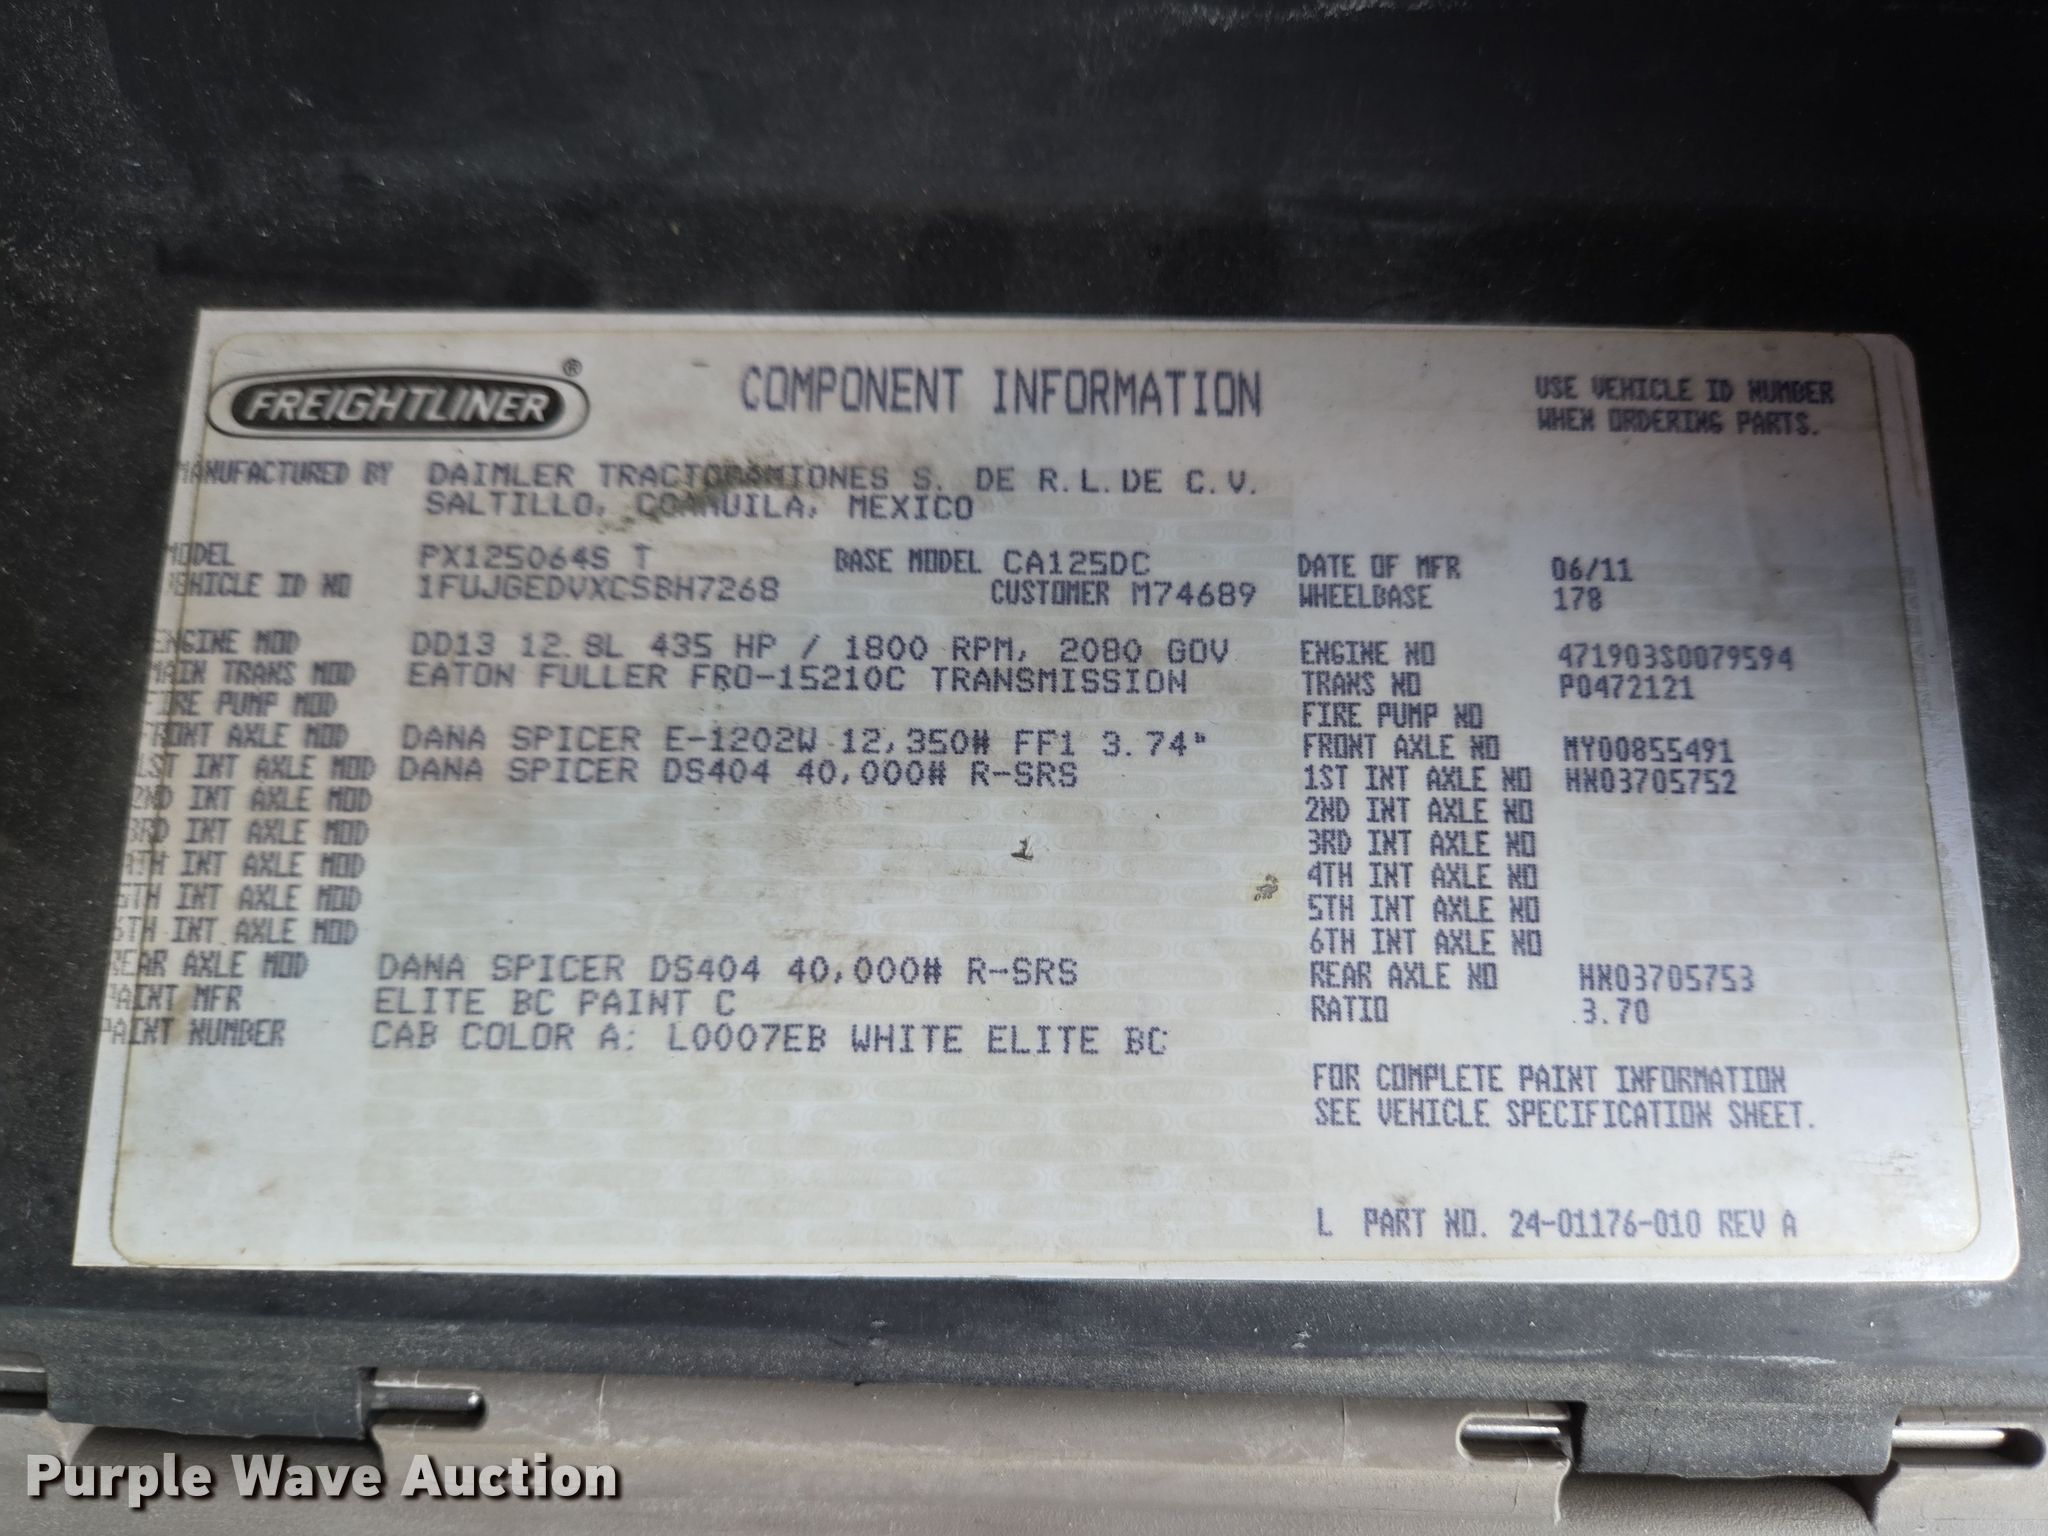 FREIGHTLINER®
COMPONENT INFORMATION
USE VEHICLE ID NUMBER
WHEN ORDERING PARTS.
MANUFACTURED BY DAIMLER TRACTOCAMIONES S. DE R.L.DE C.V.
SALTILLO, COAHUILA, MEXICO
MODEL PX125064S T BASE MODEL CA125DC DATE OF MFR 06/11
VEHICLE ID NO 1FUJGEDVXCSBH7268 CUSTOMER M74689 WHEELBASE 178
ENGINE MOD DD13 12.8L 435 HP / 1800 RPM, 2080 GOV ENGINE NO 471903S0079594
MAIN TRANS MOD EATON FULLER FRO-15210C TRANSMISSION TRANS NO P0472121
FIRE PUMP MOD FIRE PUMP NO
FRONT AXLE MOD DANA SPICER E-1202W 12,350# FF1 3.74" FRONT AXLE NO MY00855491
1ST INT AXLE MOD DANA SPICER DS404 40,000# R-SRS 1ST INT AXLE NO HN03705752
2ND INT AXLE MOD 2ND INT AXLE NO
3RD INT AXLE MOD 3RD INT AXLE NO
4TH INT AXLE MOD 4TH INT AXLE NO
5TH INT AXLE MOD 5TH INT AXLE NO
6TH INT AXLE MOD 6TH INT AXLE NO
REAR AXLE MOD DANA SPICER DS404 40,000# R-SRS REAR AXLE NO HN03705753
PAINT MFR ELITE BC PAINT C RATIO 3.70
PAINT NUMBER CAB COLOR A: L0007EB WHITE ELITE BC
FOR COMPLETE PAINT INFORMATION
SEE VEHICLE SPECIFICATION SHEET.
L PART NO. 24-01176-010 REV A
Purple Wave Auction